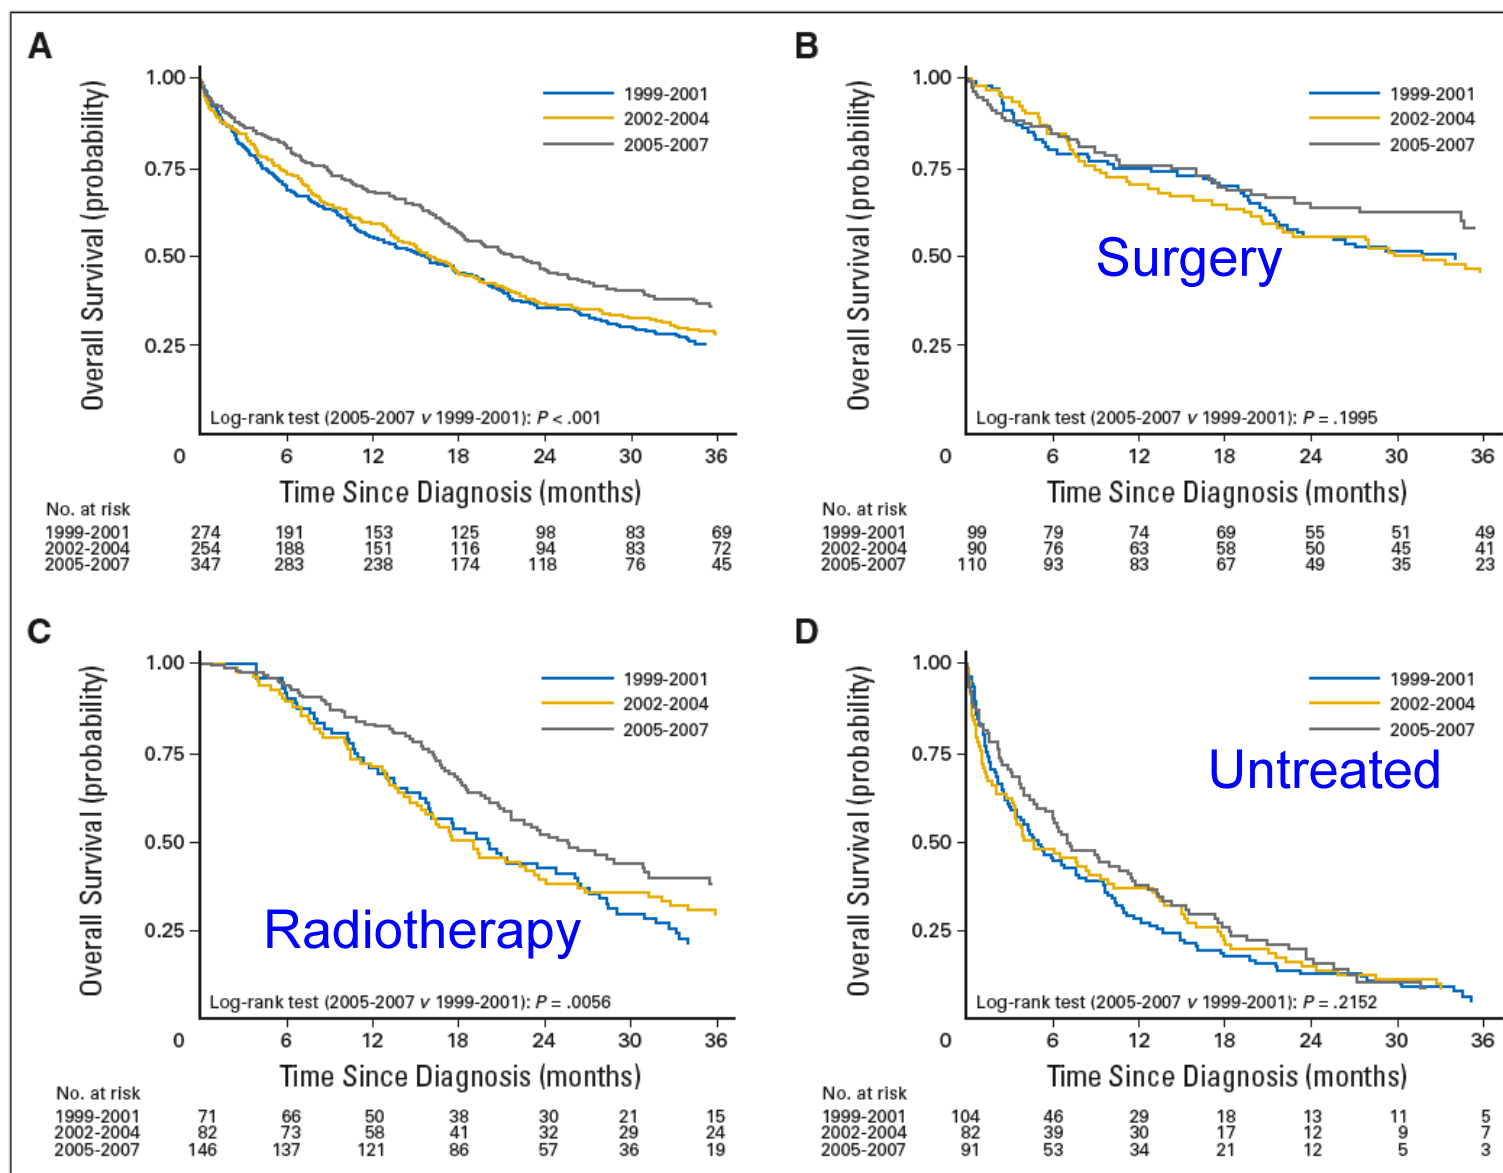 A
Overall Survival (probability)
1.00
0.75
0.50
0.25
0
1999-2001
2002-2004
2005-2007
Log-rank test (2005-2007 v 1999-2001): P < .001
6 12 18 24 30 36
Time Since Diagnosis (months)
No. at risk
1999-2001 274 191 153 125 98 83 69
2002-2004 254 188 151 116 94 83 72
2005-2007 347 283 238 174 118 76 45
B
Overall Survival (probability)
1.00
0.75
0.50
0.25
0
1999-2001
2002-2004
2005-2007
Surgery
Log-rank test (2005-2007 v 1999-2001): P = .1995
6 12 18 24 30 36
Time Since Diagnosis (months)
No. at risk
1999-2001 99 79 74 69 55 51 49
2002-2004 90 76 63 58 50 45 41
2005-2007 110 93 83 67 49 35 23
C
Overall Survival (probability)
1.00
0.75
0.50
0.25
0
1999-2001
2002-2004
2005-2007
Radiotherapy
Log-rank test (2005-2007 v 1999-2001): P = .0056
6 12 18 24 30 36
Time Since Diagnosis (months)
No. at risk
1999-2001 71 66 50 38 30 21 15
2002-2004 82 73 58 41 32 29 24
2005-2007 146 137 121 86 57 36 19
D
Overall Survival (probability)
1.00
0.75
0.50
0.25
0
1999-2001
2002-2004
2005-2007
Untreated
Log-rank test (2005-2007 v 1999-2001): P = .2152
6 12 18 24 30 36
Time Since Diagnosis (months)
No. at risk
1999-2001 104 46 29 18 13 11 5
2002-2004 82 39 30 17 12 9 7
2005-2007 91 53 34 21 12 5 3